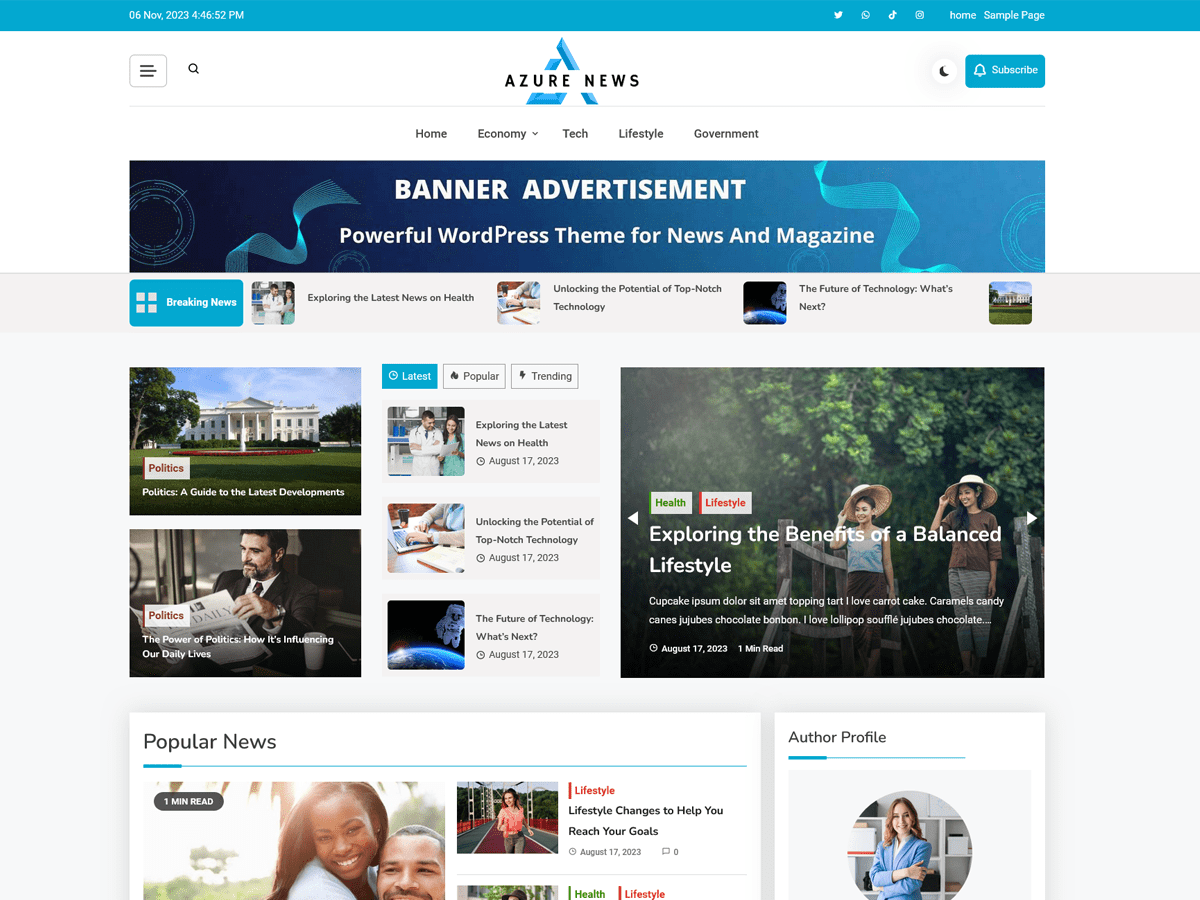 06 Nov, 2023 4:46:52 PM
home Sample Page
AZURE NEWS
Subscribe
Home Economy Tech Lifestyle Government
BANNER ADVERTISEMENT
Powerful WordPress Theme for News And Magazine
Breaking News
Exploring the Latest News on Health
Unlocking the Potential of Top-Notch
Technology
The Future of Technology: What's
Next?
Politics
Politics: A Guide to the Latest Developments
DAILY
Politics
The Power of Politics: How It's Influencing
Our Daily Lives
Latest Popular Trending
Exploring the Latest
News on Health
August 17, 2023
Unlocking the Potential of
Top-Notch Technology
August 17, 2023
The Future of Technology:
What's Next?
August 17, 2023
Health Lifestyle
Exploring the Benefits of a Balanced
Lifestyle
Cupcake ipsum dolor sit amet topping tart I love carrot cake. Caramels candy
canes jujubes chocolate bonbon. I love lollipop soufflé jujubes chocolate....
August 17, 2023 1 Min Read
Popular News
1 MIN READ
Lifestyle
Lifestyle Changes to Help You
Reach Your Goals
August 17, 2023 0
Health Lifestyle
Author Profile